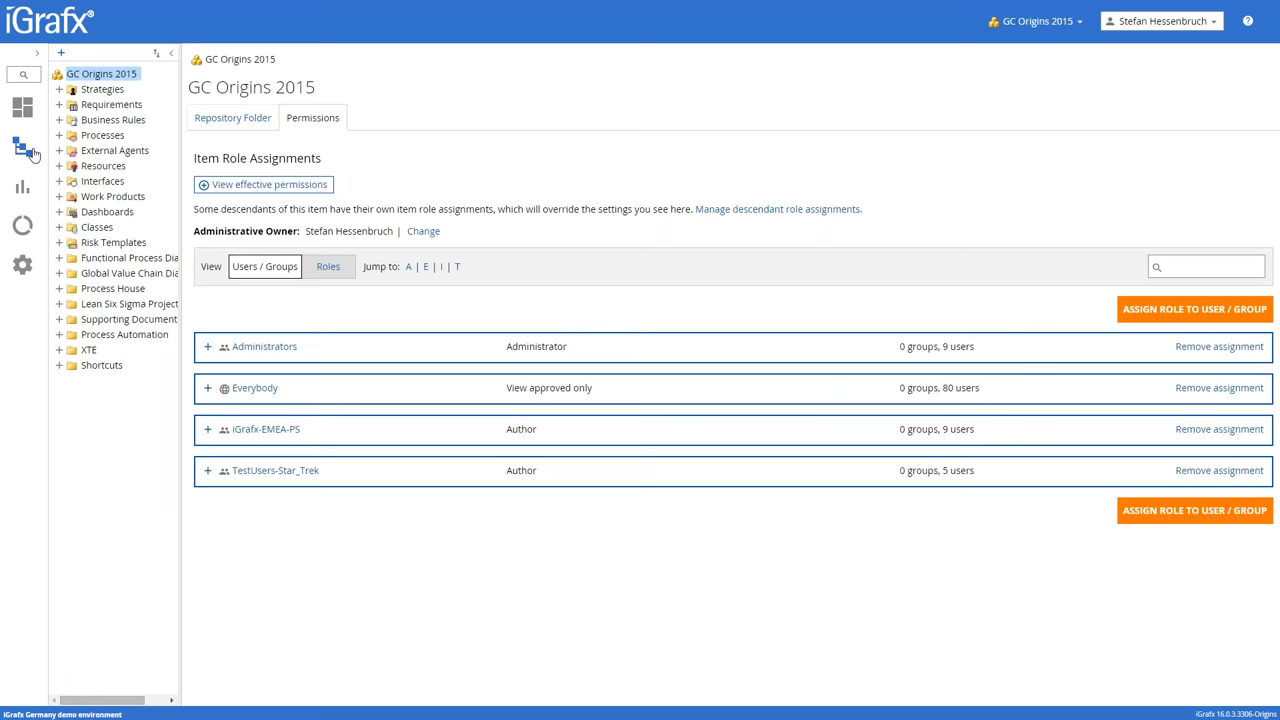 iGrafx®
GC Origins 2015
Stefan Hessenbruch
GC Origins 2015
Strategies
Requirements
Business Rules
Processes
External Agents
Resources
Interfaces
Work Products
Dashboards
Classes
Risk Templates
Functional Process Dia
Global Value Chain Dia
Process House
Lean Six Sigma Project
Supporting Document
Process Automation
XTE
Shortcuts
GC Origins 2015
GC Origins 2015
Repository Folder
Permissions
Item Role Assignments
View effective permissions
Some descendants of this item have their own item role assignments, which will override the settings you see here. Manage descendant role assignments.
Administrative Owner: Stefan Hessenbruch | Change
View Users / Groups Roles Jump to: A | E | I | T
ASSIGN ROLE TO USER / GROUP
Administrators Administrator 0 groups, 9 users Remove assignment
Everybody View approved only 0 groups, 80 users Remove assignment
iGrafx-EMEA-PS Author 0 groups, 9 users Remove assignment
TestUsers-Star_Trek Author 0 groups, 5 users Remove assignment
ASSIGN ROLE TO USER / GROUP
iGrafx Germany demo environment
iGrafx 16.0.3.3306-Origins